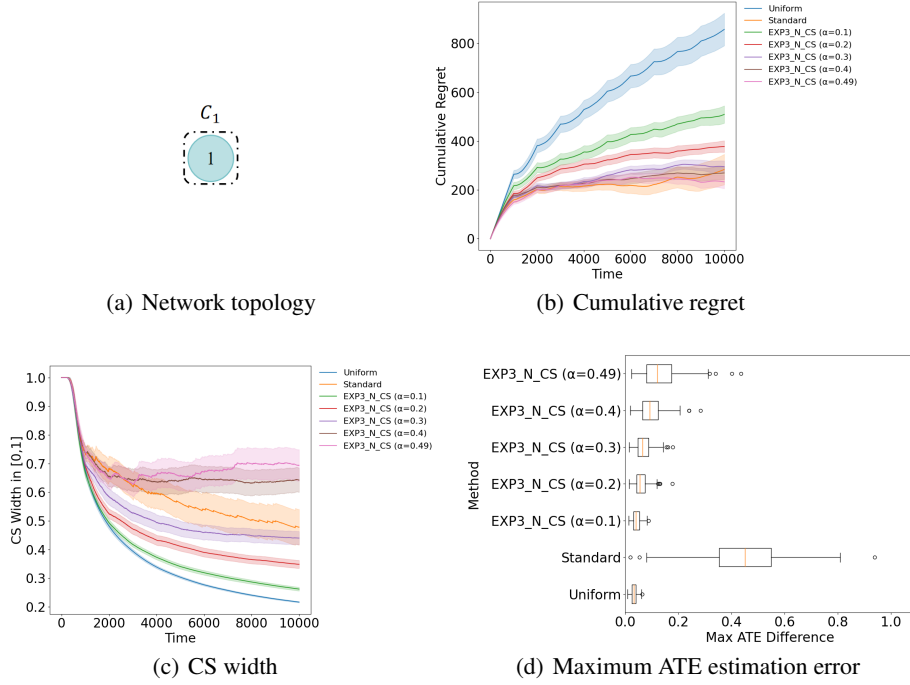 C₁
1
(a) Network topology
Cumulative Regret
800
600
400
200
0
0 2000 4000 6000 8000 10000
Time
Uniform
Standard
EXP3_N_CS (α=0.1)
EXP3_N_CS (α=0.2)
EXP3_N_CS (α=0.3)
EXP3_N_CS (α=0.4)
EXP3_N_CS (α=0.49)
(b) Cumulative regret
CS Width in [0,1]
1.0
0.9
0.8
0.7
0.6
0.5
0.4
0.3
0.2
0 2000 4000 6000 8000 10000
Time
Uniform
Standard
EXP3_N_CS (α=0.1)
EXP3_N_CS (α=0.2)
EXP3_N_CS (α=0.3)
EXP3_N_CS (α=0.4)
EXP3_N_CS (α=0.49)
(c) CS width
Method
EXP3_N_CS (α=0.49)
EXP3_N_CS (α=0.4)
EXP3_N_CS (α=0.3)
EXP3_N_CS (α=0.2)
EXP3_N_CS (α=0.1)
Standard
Uniform
0.0 0.2 0.4 0.6 0.8 1.0
Max ATE Difference
(d) Maximum ATE estimation error